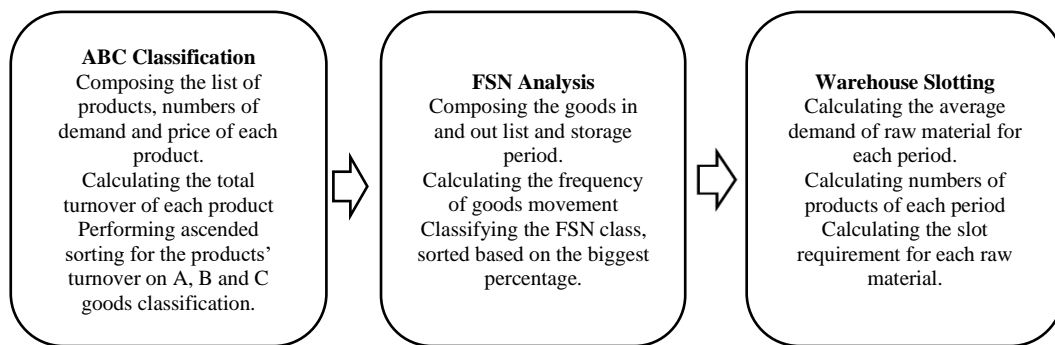 ABC Classification
Composing the list of
products, numbers of
demand and price of each
product.
Calculating the total
turnover of each product
Performing ascended
sorting for the products’
turnover on A, B and C
goods classification.
FSN Analysis
Composing the goods in
and out list and storage
period.
Calculating the frequency
of goods movement
Classifying the FSN class,
sorted based on the biggest
percentage.
Warehouse Slotting
Calculating the average
demand of raw material for
each period.
Calculating numbers of
products of each period
Calculating the slot
requirement for each raw
material.